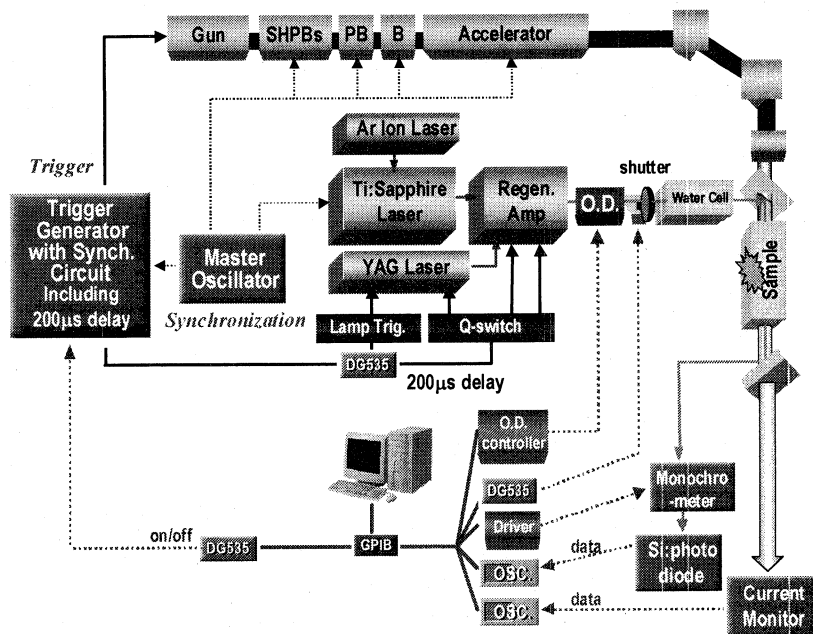 Gun
SHPBs
PB
B
Accelerator
Ar Ion Laser
Trigger
Ti:Sapphire
Laser
Regen.
Amp
shutter
O.D.
Water Cell
Trigger
Generator
with Synch.
Circuit
Including
200μs delay
Master
Oscillator
YAG Laser
Sample
Synchronization
Lamp Trig.
Q-switch
DG535
200μs delay
O.D.
controller
DG535
Monochro
-meter
on/off
DG535
GPIB
Driver
data
OSC.
Si:photo
diode
data
OSC.
Current
Monitor